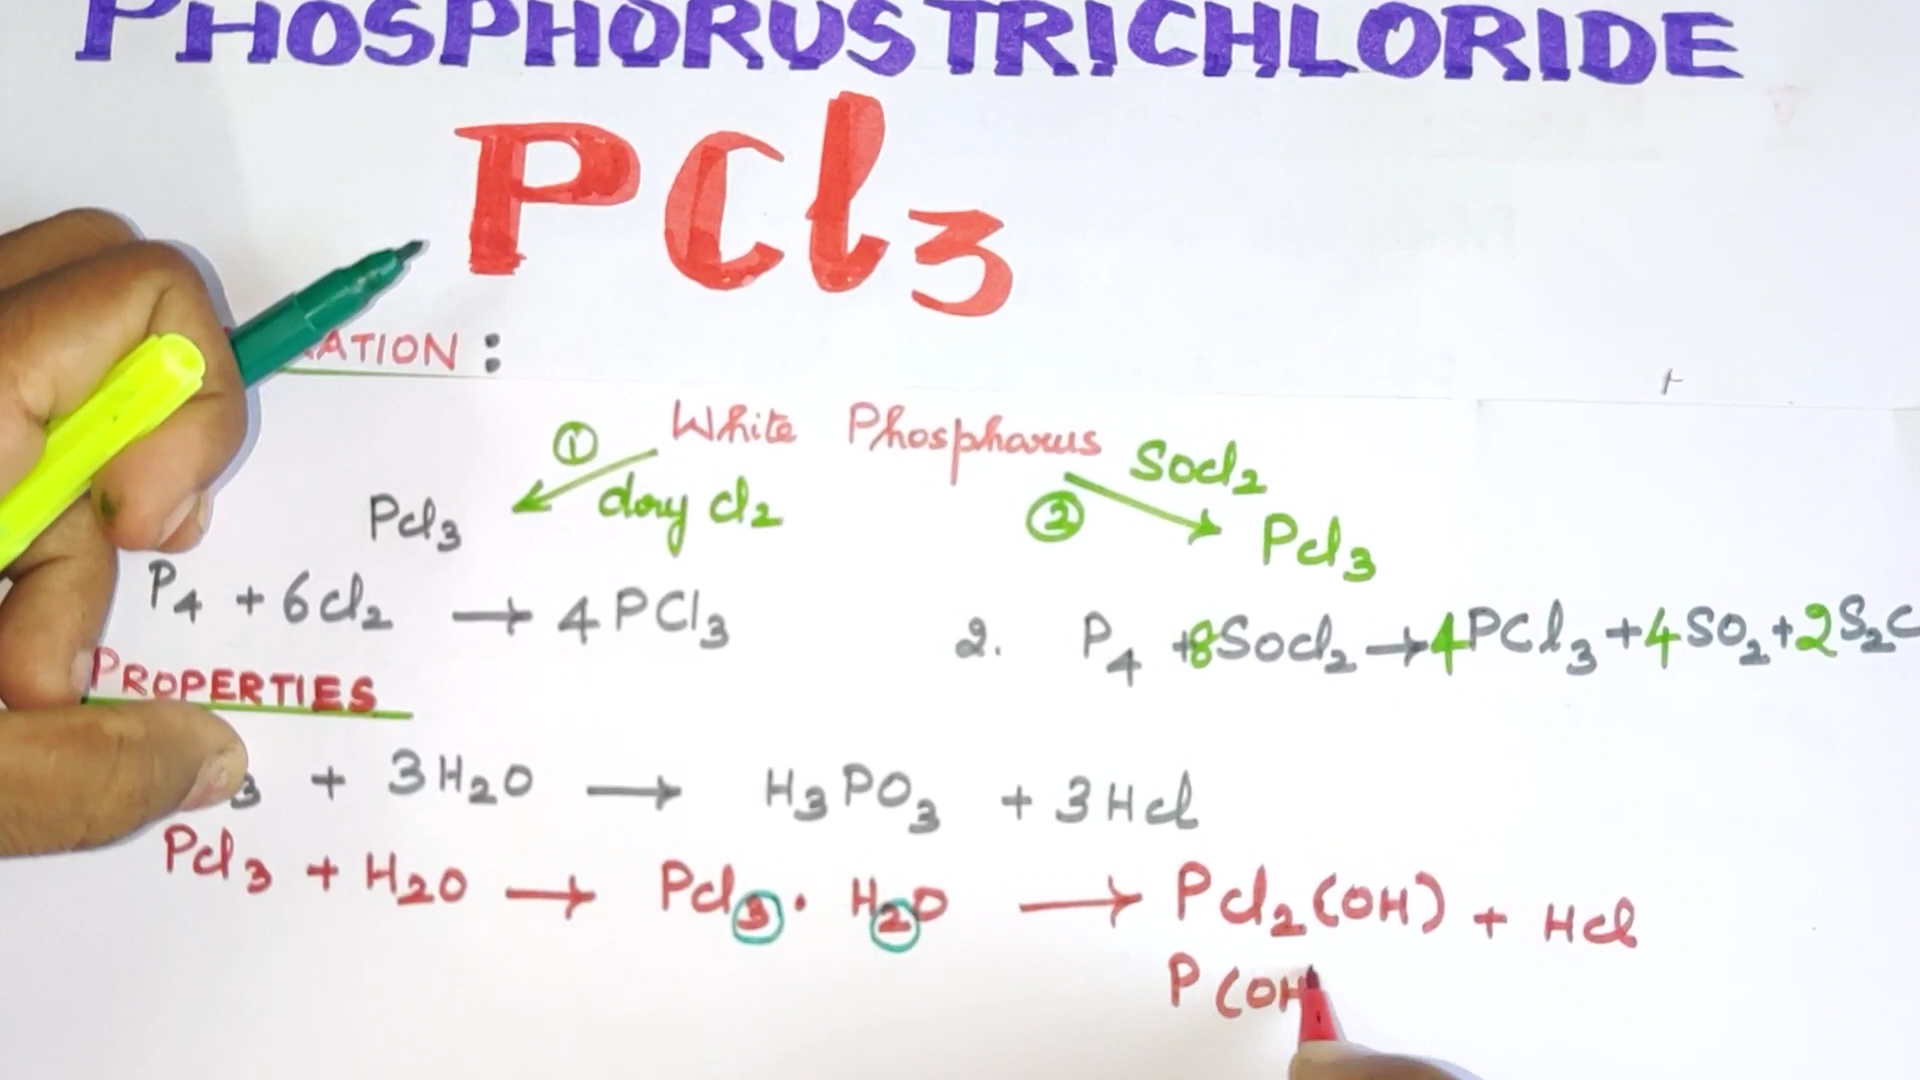 PHOSPHORUS TRICHLORIDE
PCl3
ATION :
White Phosphorus
① dry Cl2
SOCl2
②
PCl3
PCl3
P4 + 6Cl2 → 4PCl3
2. P4 + 8SOCl2 → 4PCl3 + 4SO2 + 2S2C
PROPERTIES
3 + 3H2O → H3PO3 + 3HCl
PCl3 + H2O → PCl3 · H2O → PCl2(OH) + HCl
P(OH